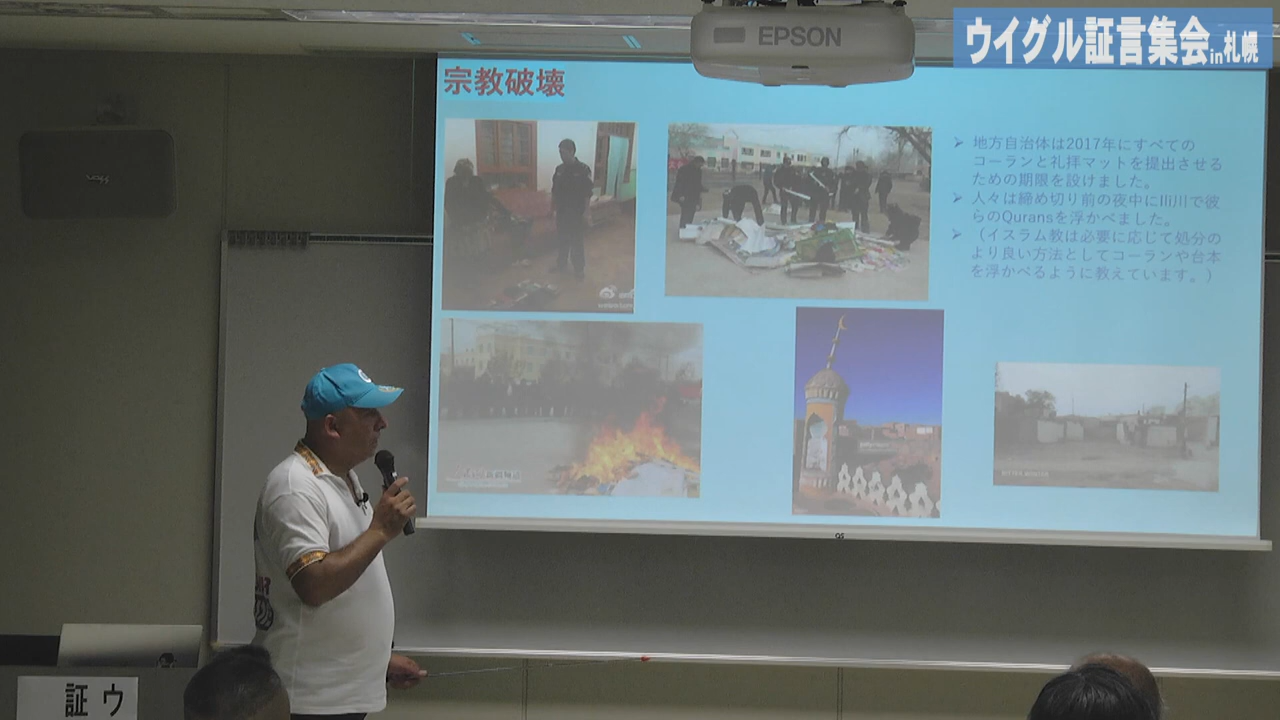 EPSON
ウイグル証言集会in札幌
宗教破壊
➢ 地方自治体は2017年にすべての
コーランと礼拝マットを提出させる
ための期限を設けました。
➢ 人々は締め切り前の夜中にIli川で彼
らのQuransを浮かべました。
➢ （イスラム教は必要に応じて処分の
より良い方法としてコーランや台本
を浮かべるように教えています。）
証ウ